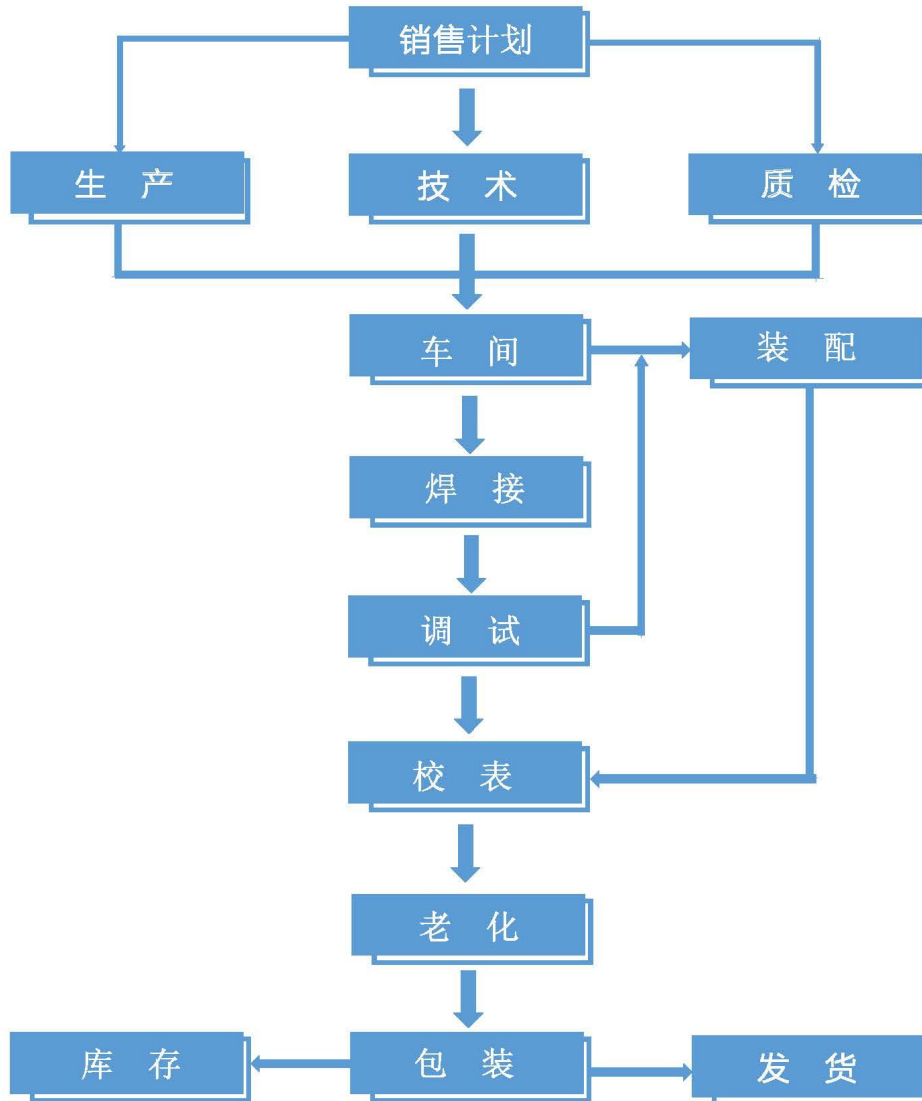 销售计划
生 产
技 术
质 检
车 间
装 配
焊 接
调 试
校 表
老 化
库 存
包 装
发 货